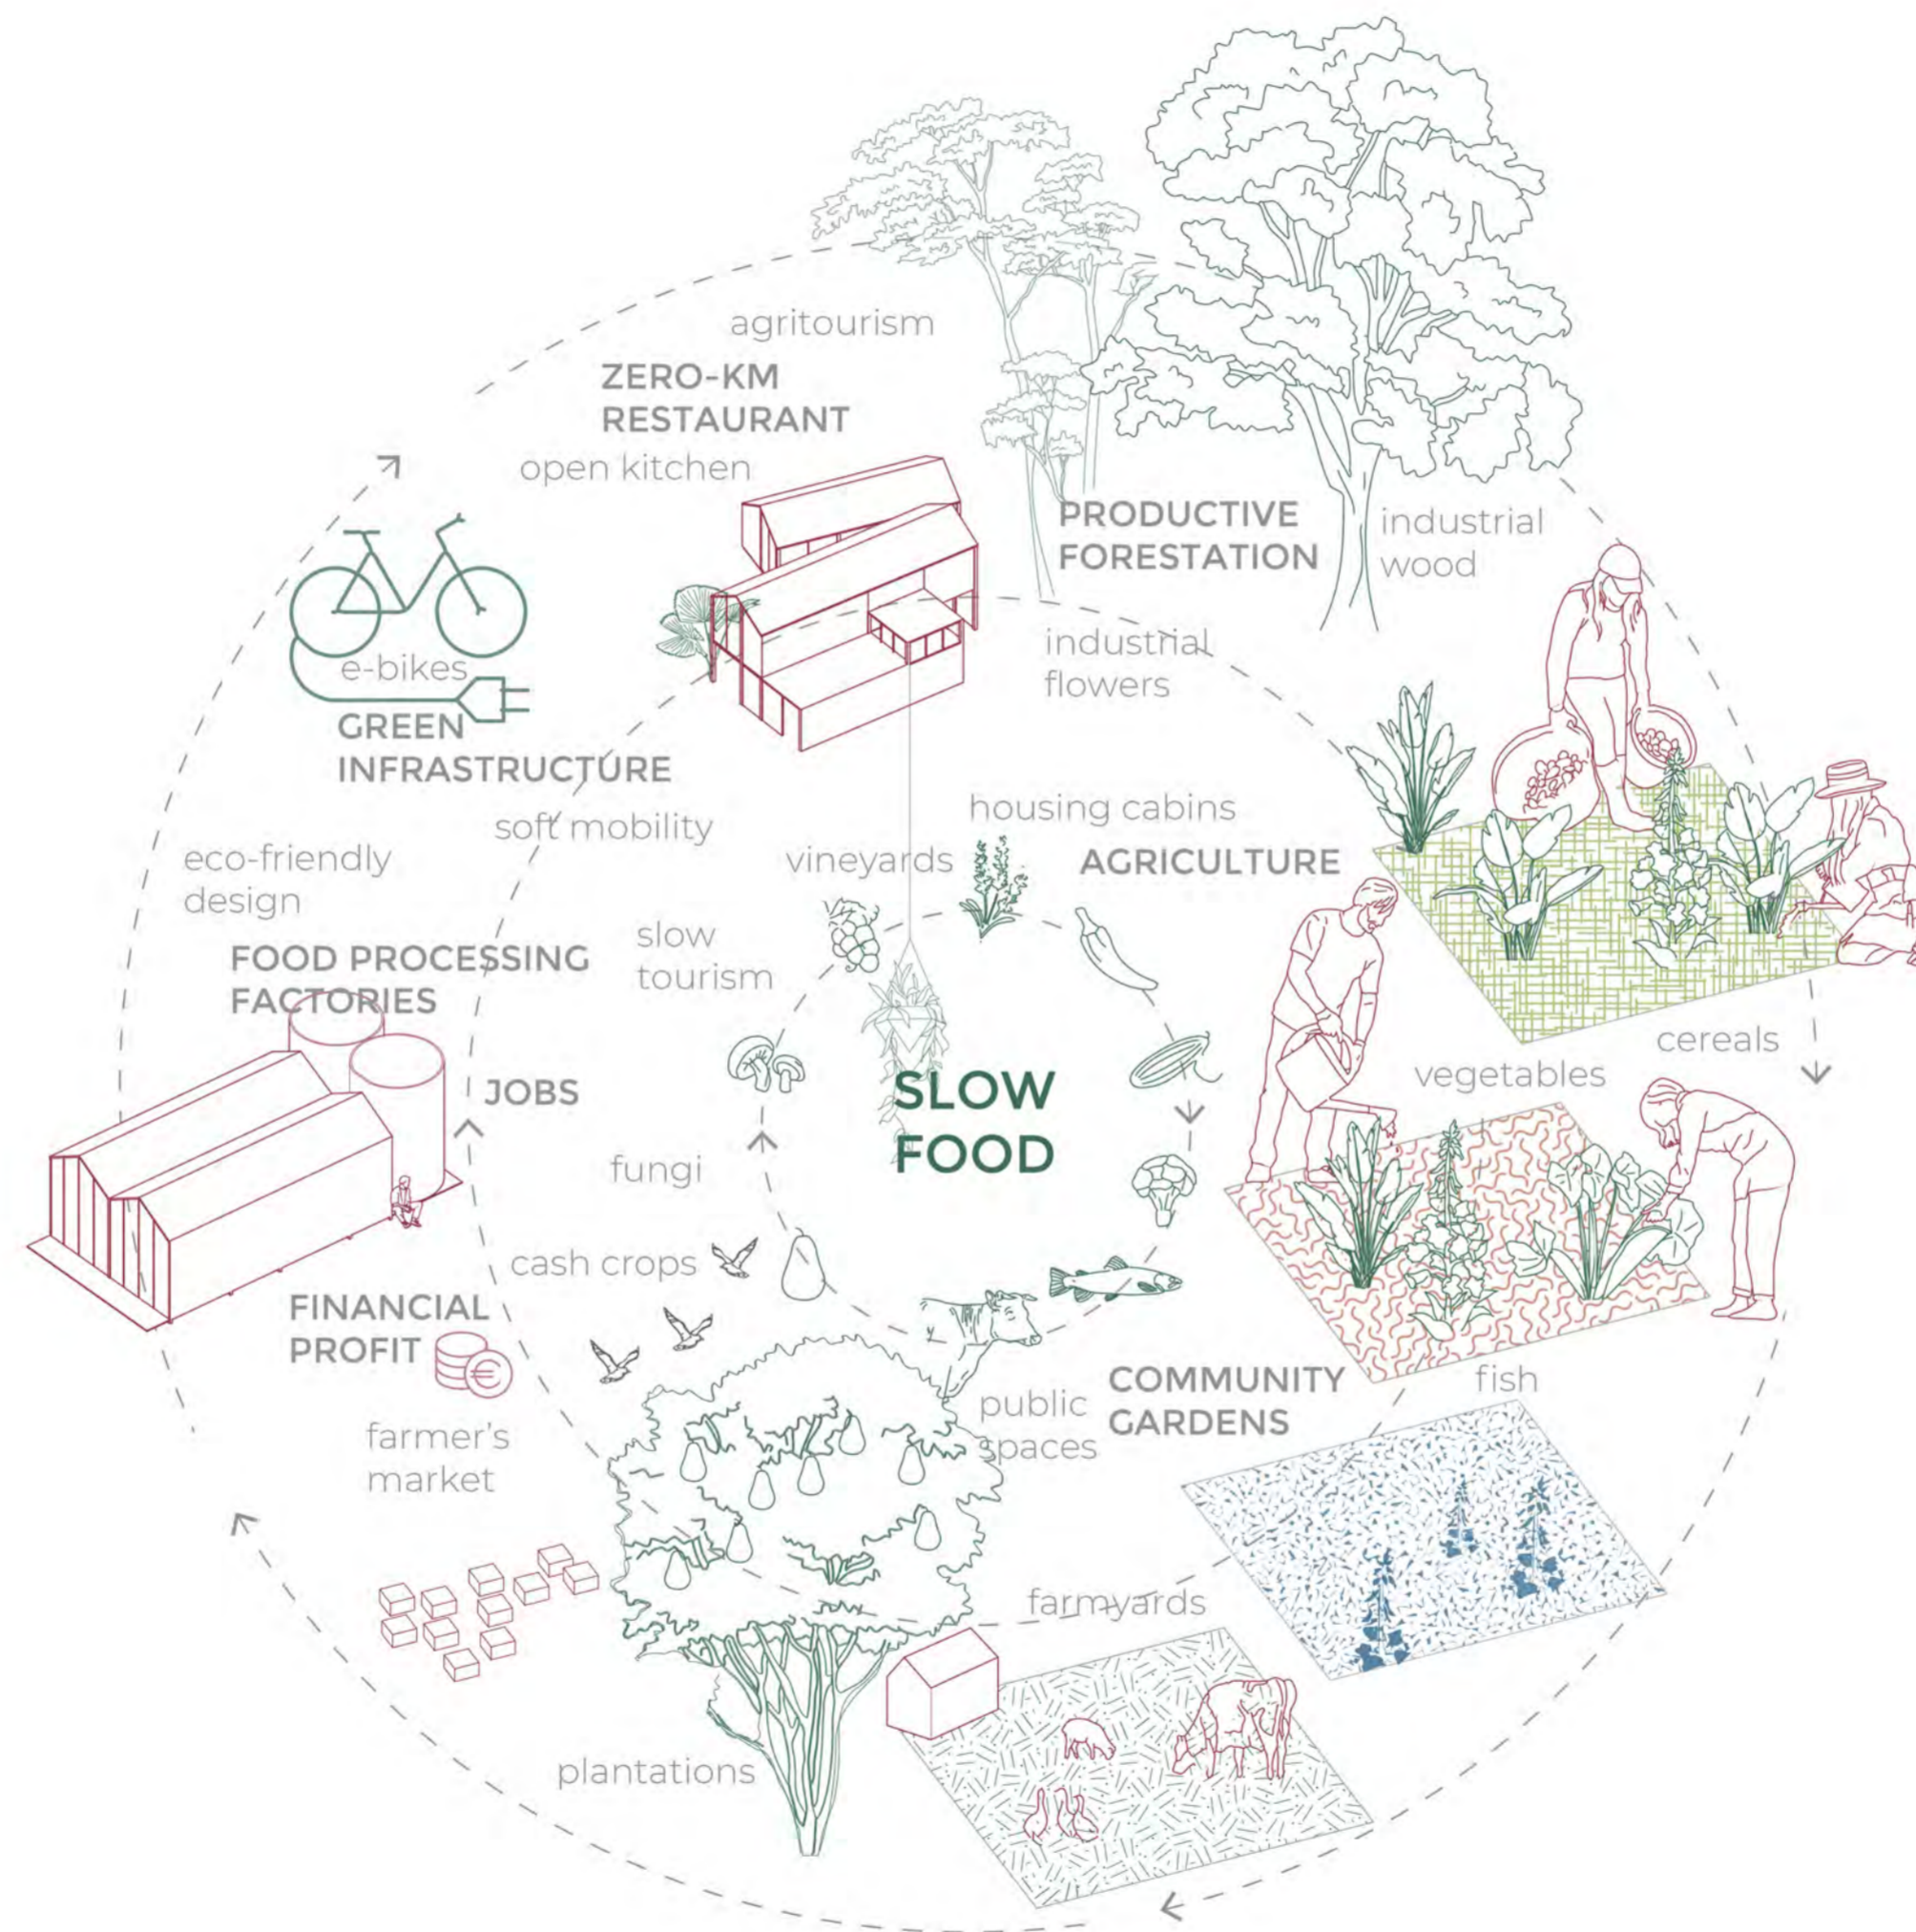 agritourism
ZERO-KM
RESTAURANT
open kitchen
PRODUCTIVE
FORESTATION
industrial
wood
industrial
flowers
e-bikes
GREEN
INFRASTRUCTURE
soft mobility
housing cabins
vineyards
AGRICULTURE
eco-friendly
design
slow
tourism
FOOD PROCESSING
FACTORIES
cereals
vegetables
JOBS
SLOW
FOOD
fungi
cash crops
FINANCIAL
PROFIT
€
farmer's
market
public
spaces
COMMUNITY
GARDENS
fish
farmyards
plantations